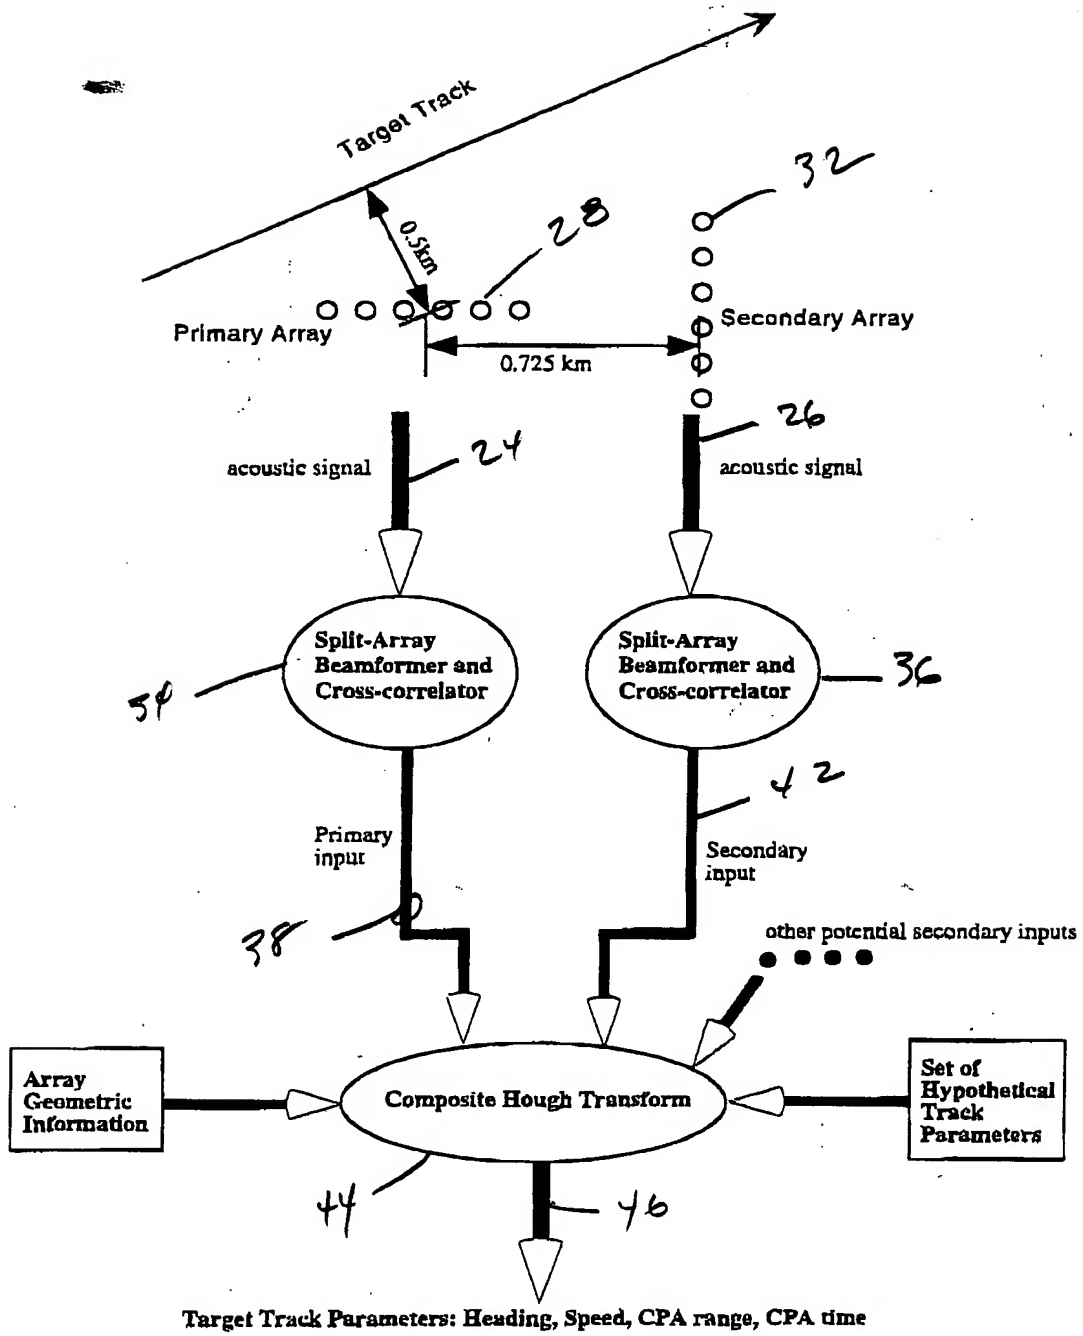 Target Track
32
28
0.5km
Primary Array
Secondary Array
0.725 km
26
24
acoustic signal
acoustic signal
Split-Array
Beamformer and
Cross-correlator
Split-Array
Beamformer and
Cross-correlator
36
54
42
Primary
input
Secondary
input
38
other potential secondary inputs
Array
Geometric
Information
Composite Hough Transform
Set of
Hypothetical
Track
Parameters
44
46
Target Track Parameters: Heading, Speed, CPA range, CPA time